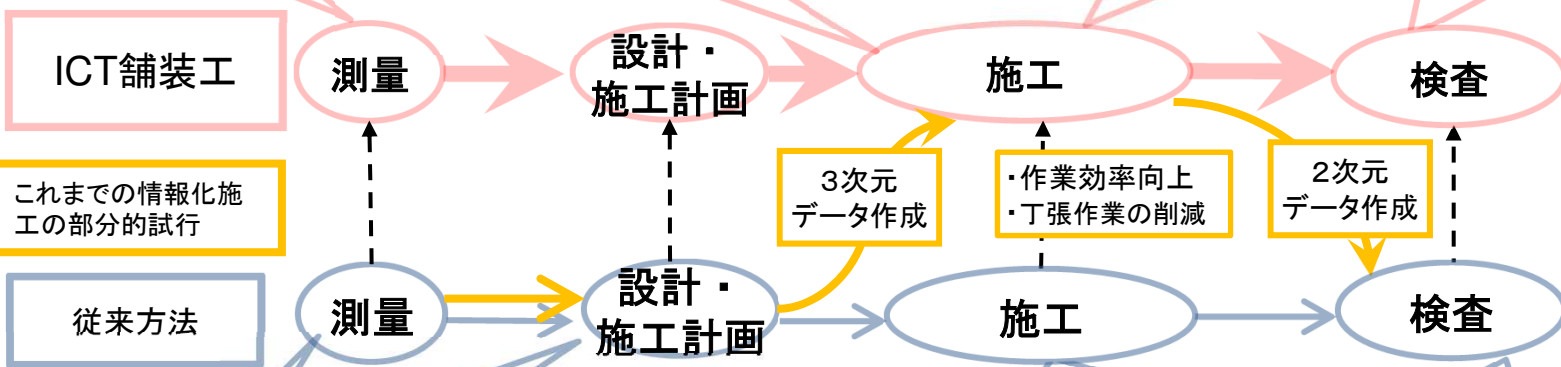 ICT舗装工
測量
設計・
施工計画
施工
検査
これまでの情報化施
工の部分的試行
3次元
データ作成
・作業効率向上
・丁張作業の削減
2次元
データ作成
従来方法
測量
設計・
施工計画
施工
検査